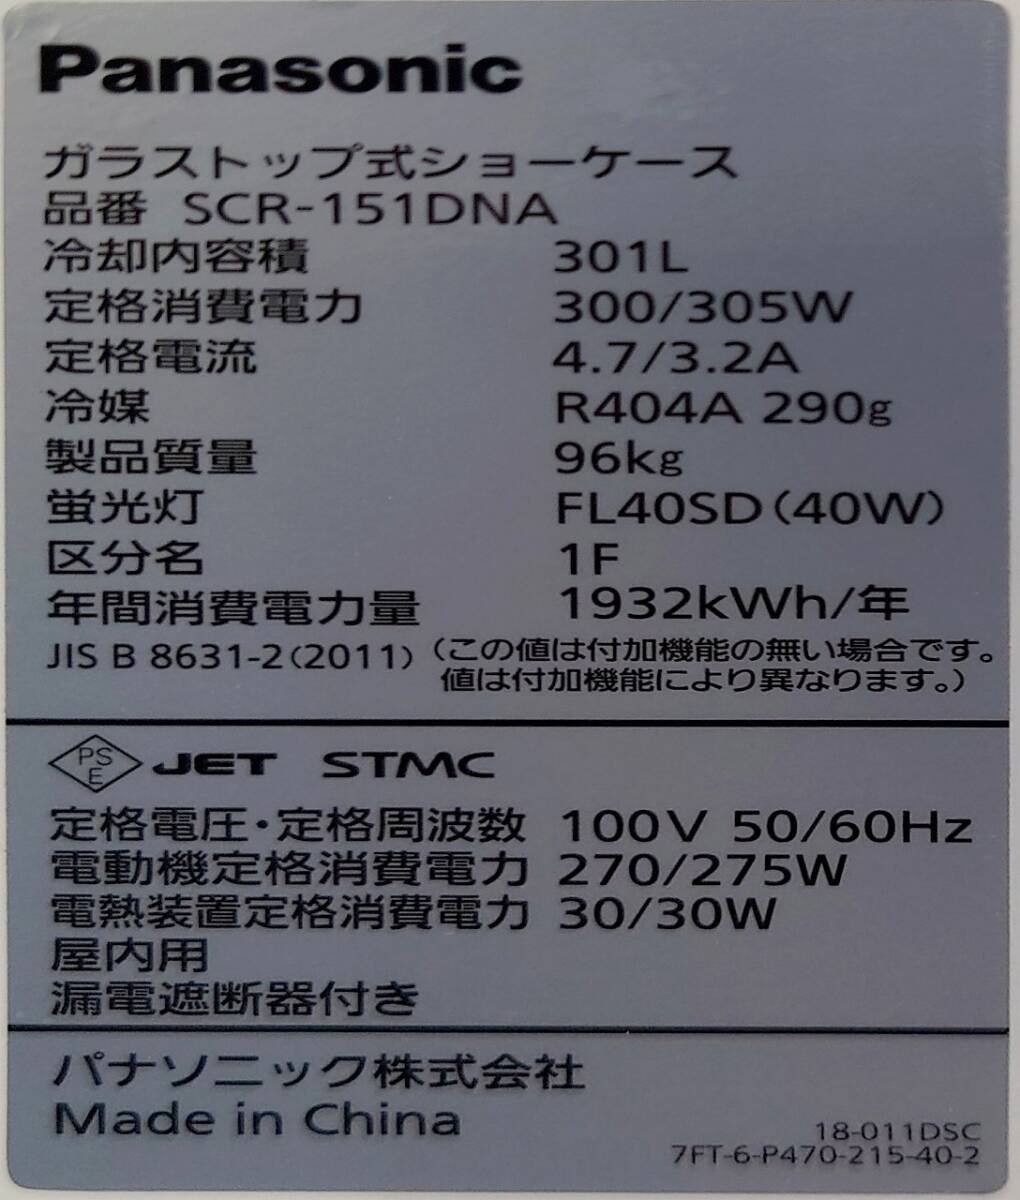 Panasonic
ガラストップ式ショーケース
品番 SCR-151DNA
冷却内容積 301L
定格消費電力 300/305W
定格電流 4.7/3.2A
冷媒 R404A 290g
製品質量 96kg
蛍光灯 FL40SD(40W)
区分名 1F
年間消費電力量 1932kWh/年
JIS B 8631-2(2011) (この値は付加機能の無い場合です。
値は付加機能により異なります。)
PS E JET STMC
定格電圧・定格周波数 100V 50/60Hz
電動機定格消費電力 270/275W
電熱装置定格消費電力 30/30W
屋内用
漏電遮断器付き
パナソニック株式会社
Made in China
18-011DSC
7FT-6-P470-215-40-2